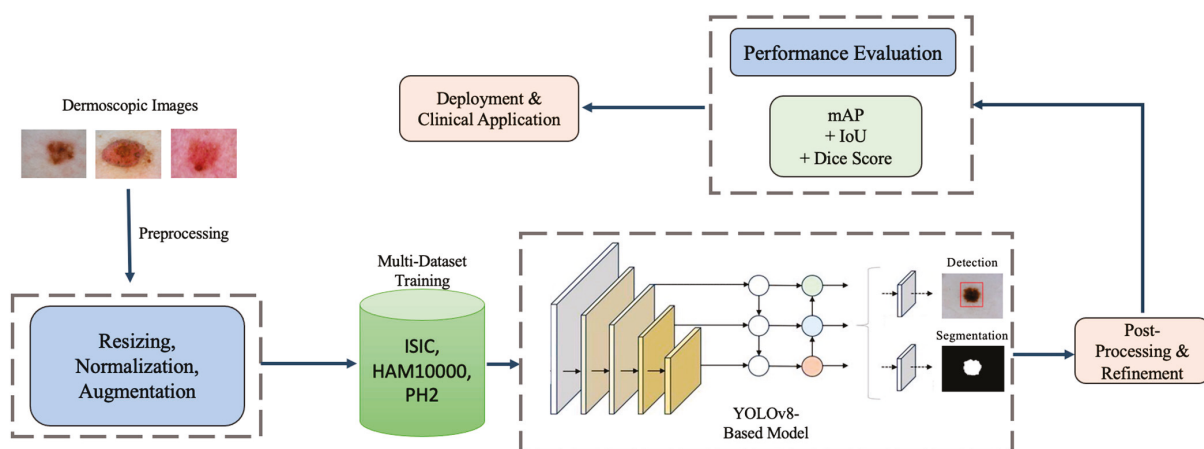 Dermoscopic Images
Preprocessing
Resizing,
Normalization,
Augmentation
Multi-Dataset
Training
ISIC,
HAM10000,
PH2
YOLOv8-
Based Model
Detection
Segmentation
Post-
Processing &
Refinement
Performance Evaluation
mAP
+ IoU
+ Dice Score
Deployment &
Clinical Application